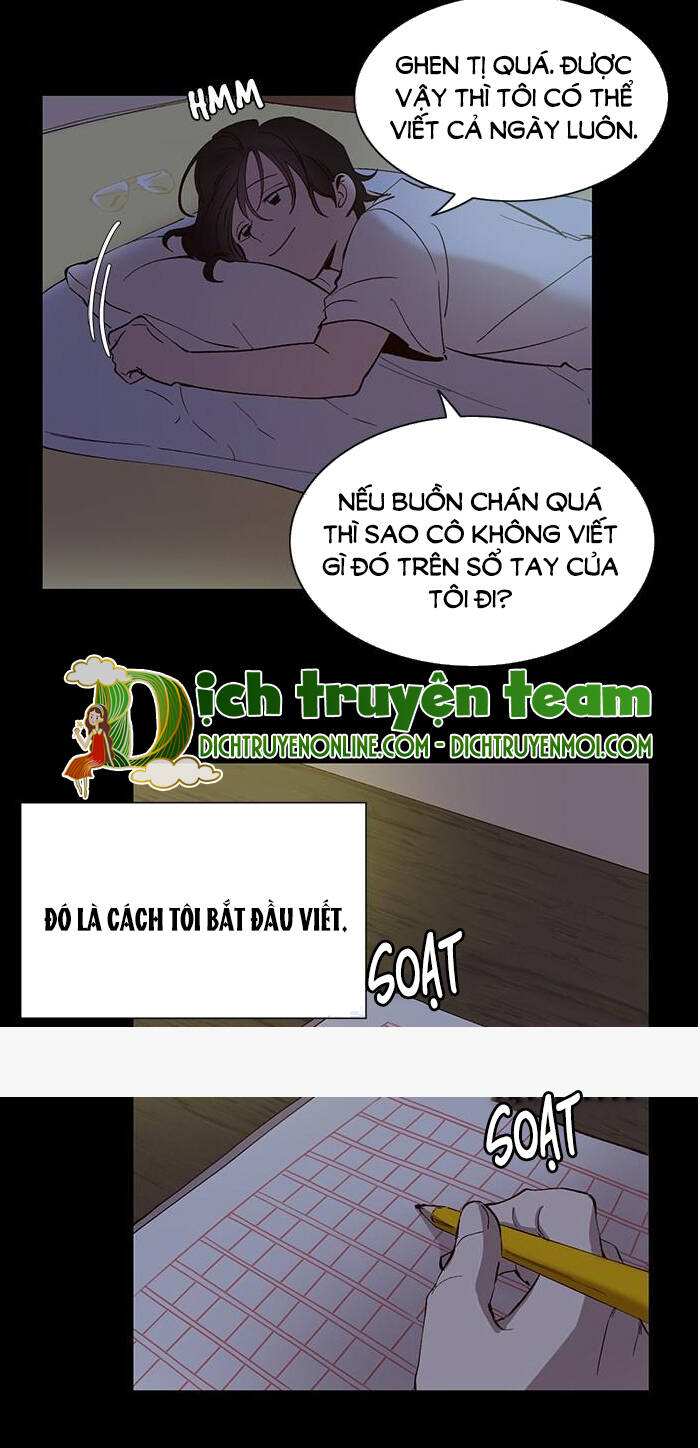 GHEN TỊ QUÁ. ĐƯỢC
VẬY THÌ TÔI CÓ THỂ
VIẾT CẢ NGÀY LUÔN.
HMM
NẾU BUỒN CHÁN QUÁ
THÌ SAO CÔ KHÔNG VIẾT
GÌ ĐÓ TRÊN SỔ TAY CỦA
TÔI ĐI?
Dịch truyện team
DICHTRUYENONLINE.COM - DICHTRUYENMOI.COM
ĐÓ LÀ CÁCH TÔI BẮT ĐẦU VIẾT.
SOẠT
SOẠT